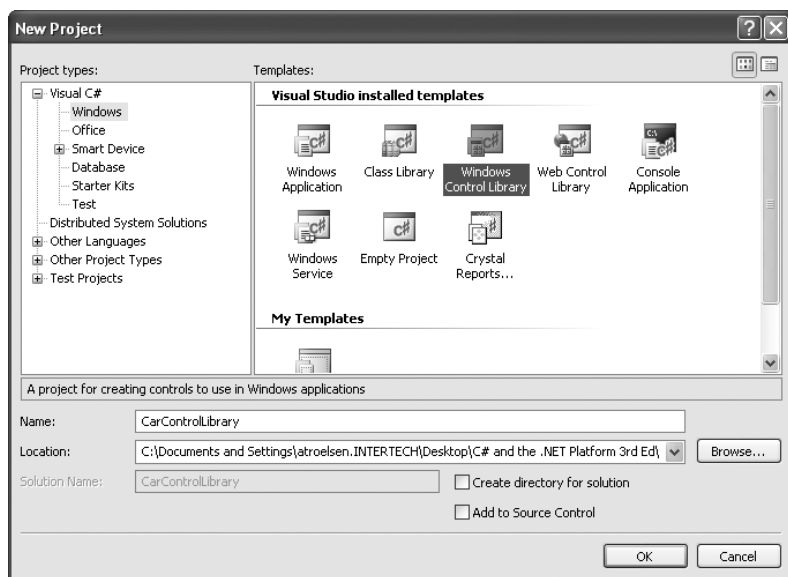 New Project
Project types:
Templates:
Visual C#
Windows
Office
Smart Device
Database
Starter Kits
Test
Distributed System Solutions
Other Languages
Other Project Types
Test Projects
Visual Studio installed templates
Windows
Application
Class Library
Windows
Control Library
Web Control
Library
Console
Application
Windows
Service
Empty Project
Crystal
Reports...
My Templates
A project for creating controls to use in Windows applications
Name:
CarControlLibrary
Location:
C:\Documents and Settings\atroelsen.INTERTECH\Desktop\C# and the .NET Platform 3rd Ed\
Browse...
Solution Name:
CarControlLibrary
Create directory for solution
Add to Source Control
OK
Cancel